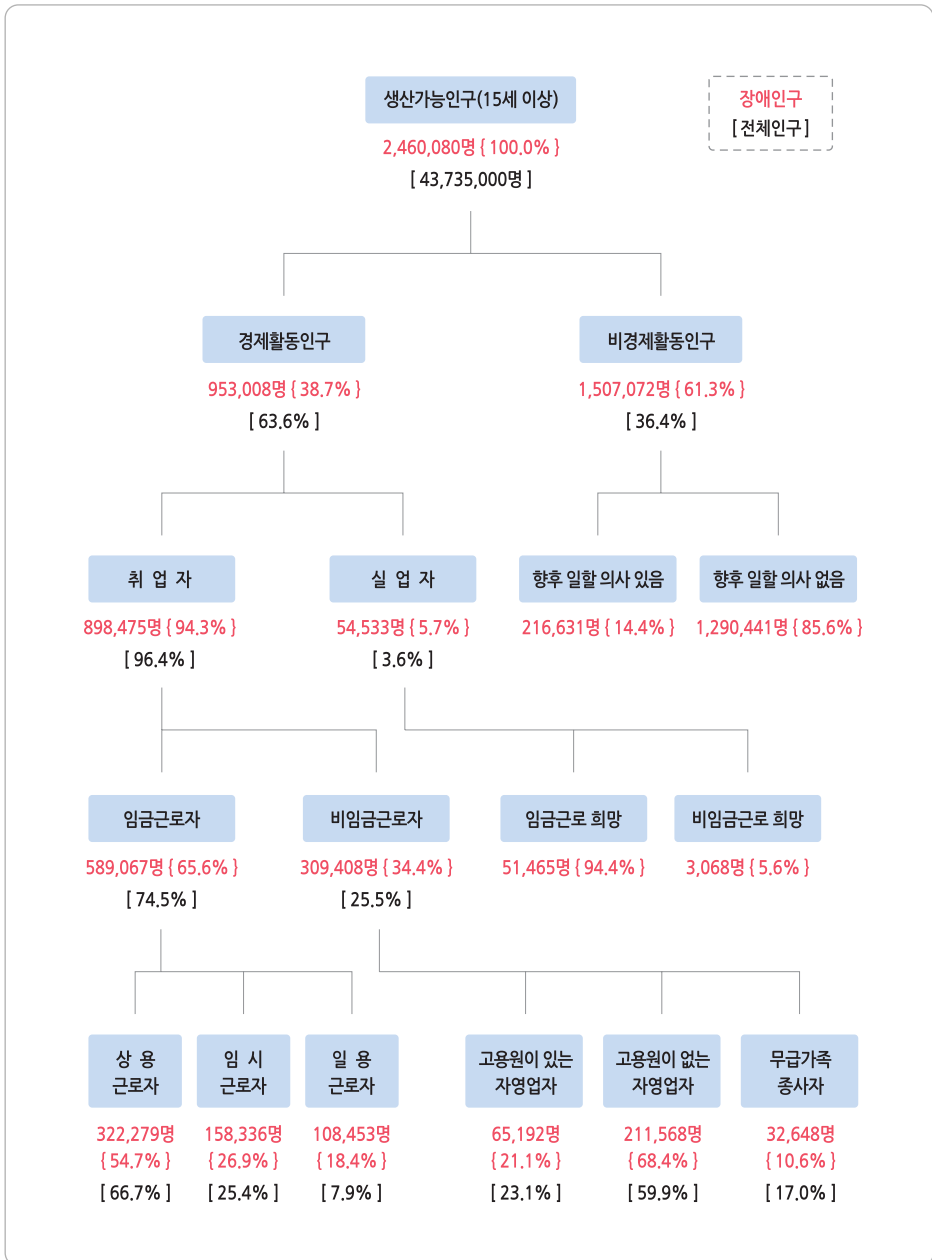 생산가능인구(15세 이상)
2,460,080명 { 100.0% }
[ 43,735,000명 ]
장애인구
[ 전체인구 ]
경제활동인구
953,008명 { 38.7% }
[ 63.6% ]
비경제활동인구
1,507,072명 { 61.3% }
[ 36.4% ]
취 업 자
898,475명 { 94.3% }
[ 96.4% ]
실 업 자
54,533명 { 5.7% }
[ 3.6% ]
향후 일할 의사 있음
216,631명 { 14.4% }
향후 일할 의사 없음
1,290,441명 { 85.6% }
임금근로자
589,067명 { 65.6% }
[ 74.5% ]
비임금근로자
309,408명 { 34.4% }
[ 25.5% ]
임금근로 희망
51,465명 { 94.4% }
비임금근로 희망
3,068명 { 5.6% }
상 용
근로자
322,279명
{ 54.7% }
[ 66.7% ]
임 시
근로자
158,336명
{ 26.9% }
[ 25.4% ]
일 용
근로자
108,453명
{ 18.4% }
[ 7.9% ]
고용원이 있는
자영업자
65,192명
{ 21.1% }
[ 23.1% ]
고용원이 없는
자영업자
211,568명
{ 68.4% }
[ 59.9% ]
무급가족
종사자
32,648명
{ 10.6% }
[ 17.0% ]